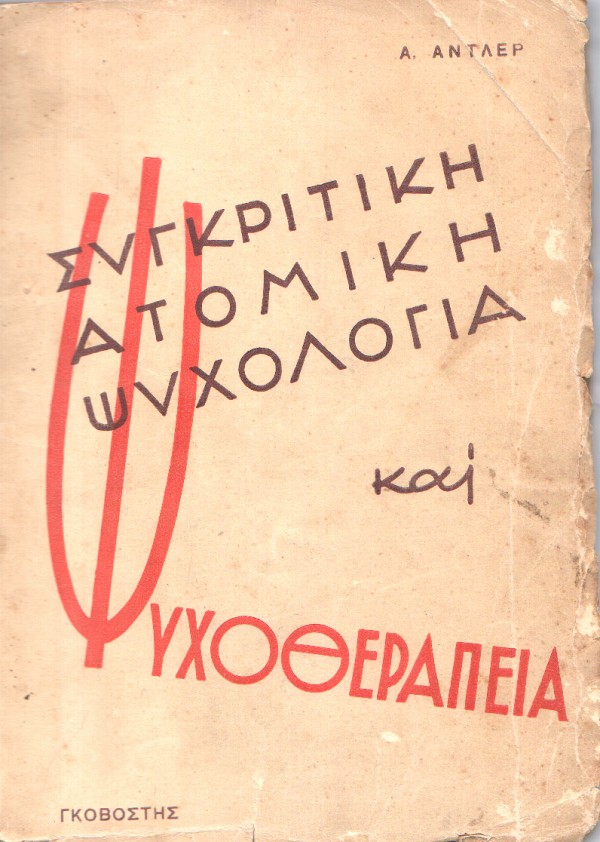 Α. ΑΝΤΛΕΡ
ΣΥΓΚΡΙΤΙΚΗ
ΑΤΟΜΙΚΗ
ΨΥΧΟΛΟΓΙΑ
καί
ΨΥΧΟΘΕΡΑΠΕΙΑ
ΓΚΟΒΟΣΤΗΣ